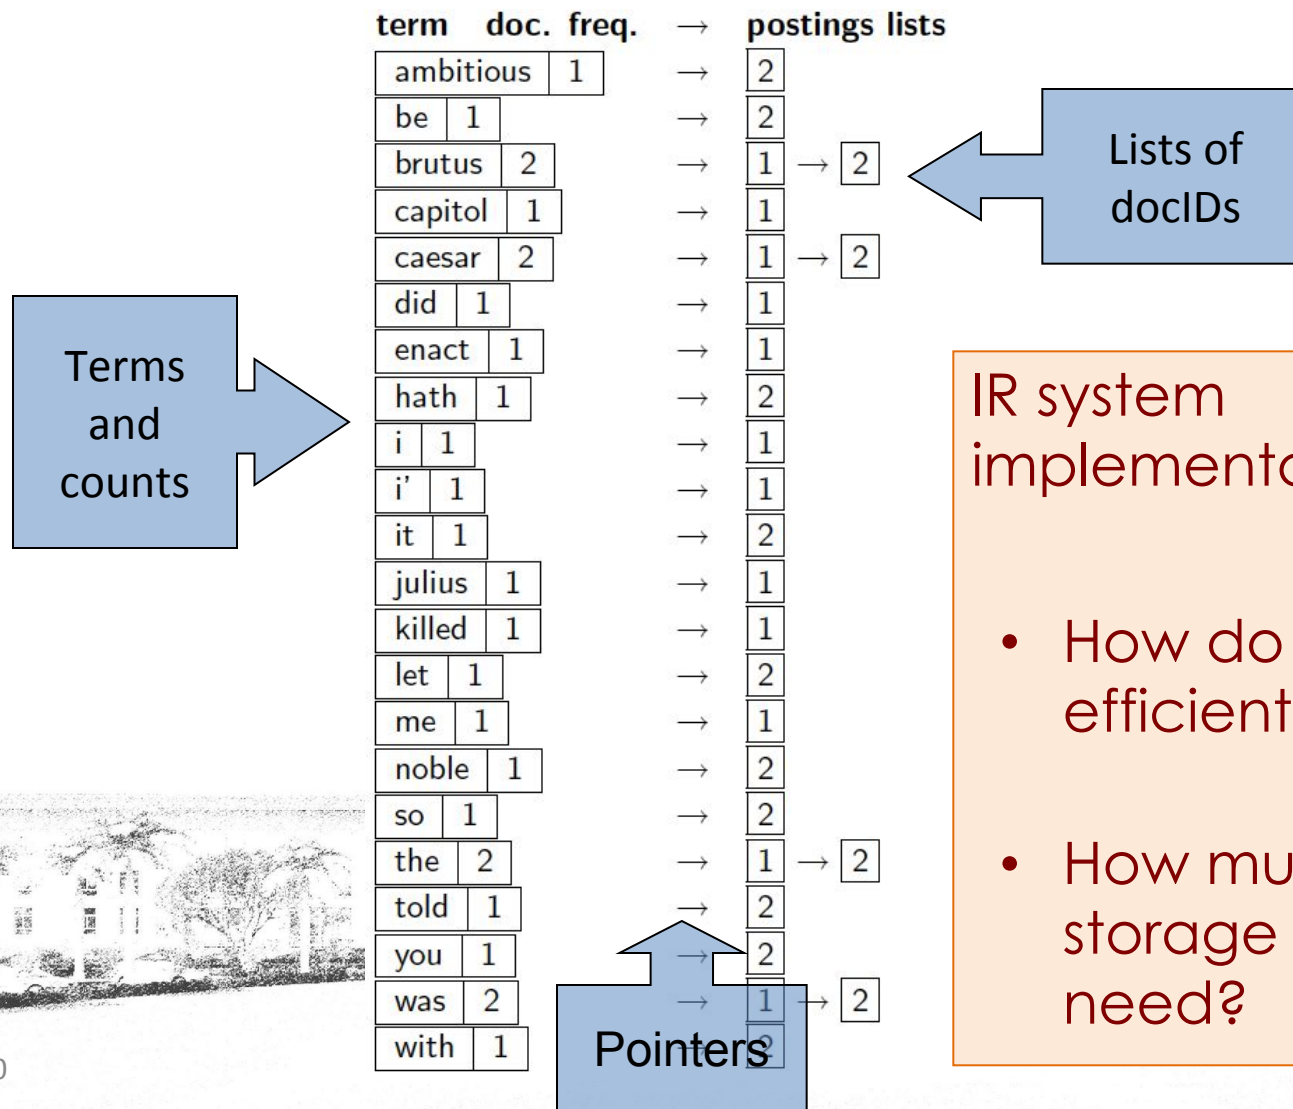 term doc. freq. → postings lists
ambitious 1 → 2
be 1 → 2
brutus 2 → 1 → 2
capitol 1 → 1
caesar 2 → 1 → 2
did 1 → 1
enact 1 → 1
hath 1 → 2
i 1 → 1
i' 1 → 1
it 1 → 2
julius 1 → 1
killed 1 → 1
let 1 → 2
me 1 → 1
noble 1 → 2
so 1 → 2
the 2 → 1 → 2
told 1 → 2
you 1 → 2
was 2 → 1 → 2
with 1 → 2
Terms
and
counts
Lists of
docIDs
Pointers
IR system
implementa
• How do
efficient
• How mu
storage
need?
0